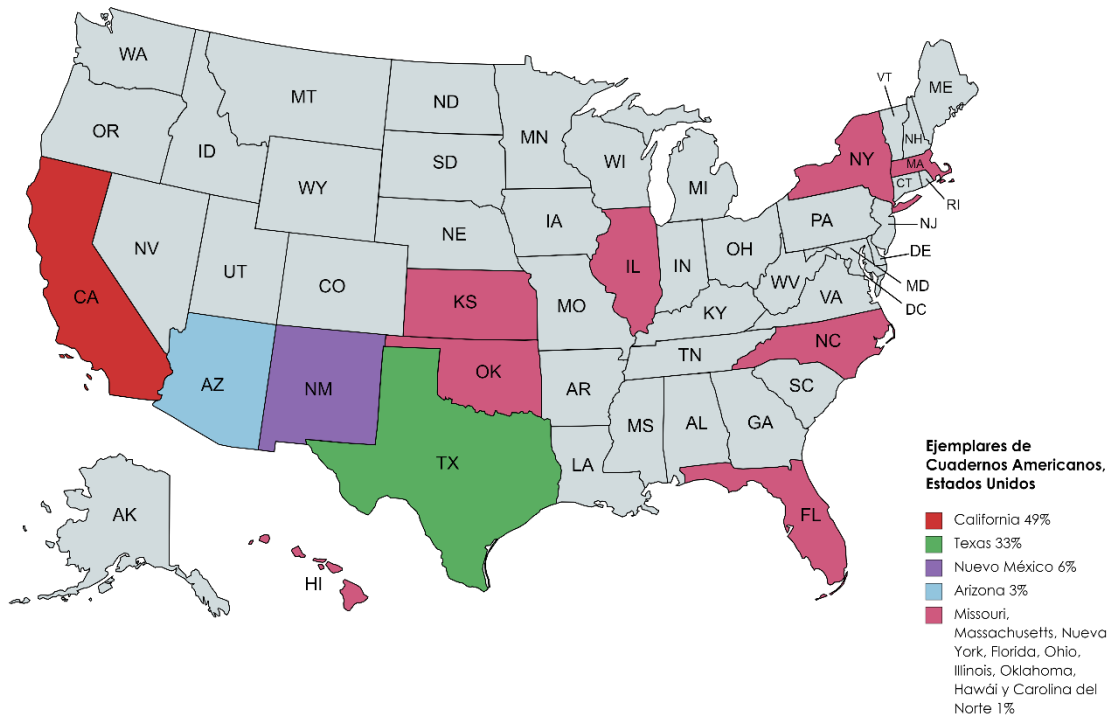 WA
MT
ND
MN
VT
ME
OR
ID
SD
WI
MI
NY
NH
MA
CT
RI
WY
IA
NE
PA
NJ
NV
UT
CO
IL
IN
OH
DE
MD
DC
WV
VA
CA
KS
MO
KY
NC
TN
AZ
NM
OK
AR
SC
MS
AL
GA
TX
LA
FL
AK
HI
Ejemplares de
Cuadernos Americanos,
Estados Unidos
California 49%
Texas 33%
Nuevo México 6%
Arizona 3%
Missouri,
Massachusetts, Nueva
York, Florida, Ohio,
Illinois, Oklahoma,
Hawái y Carolina del
Norte 1%